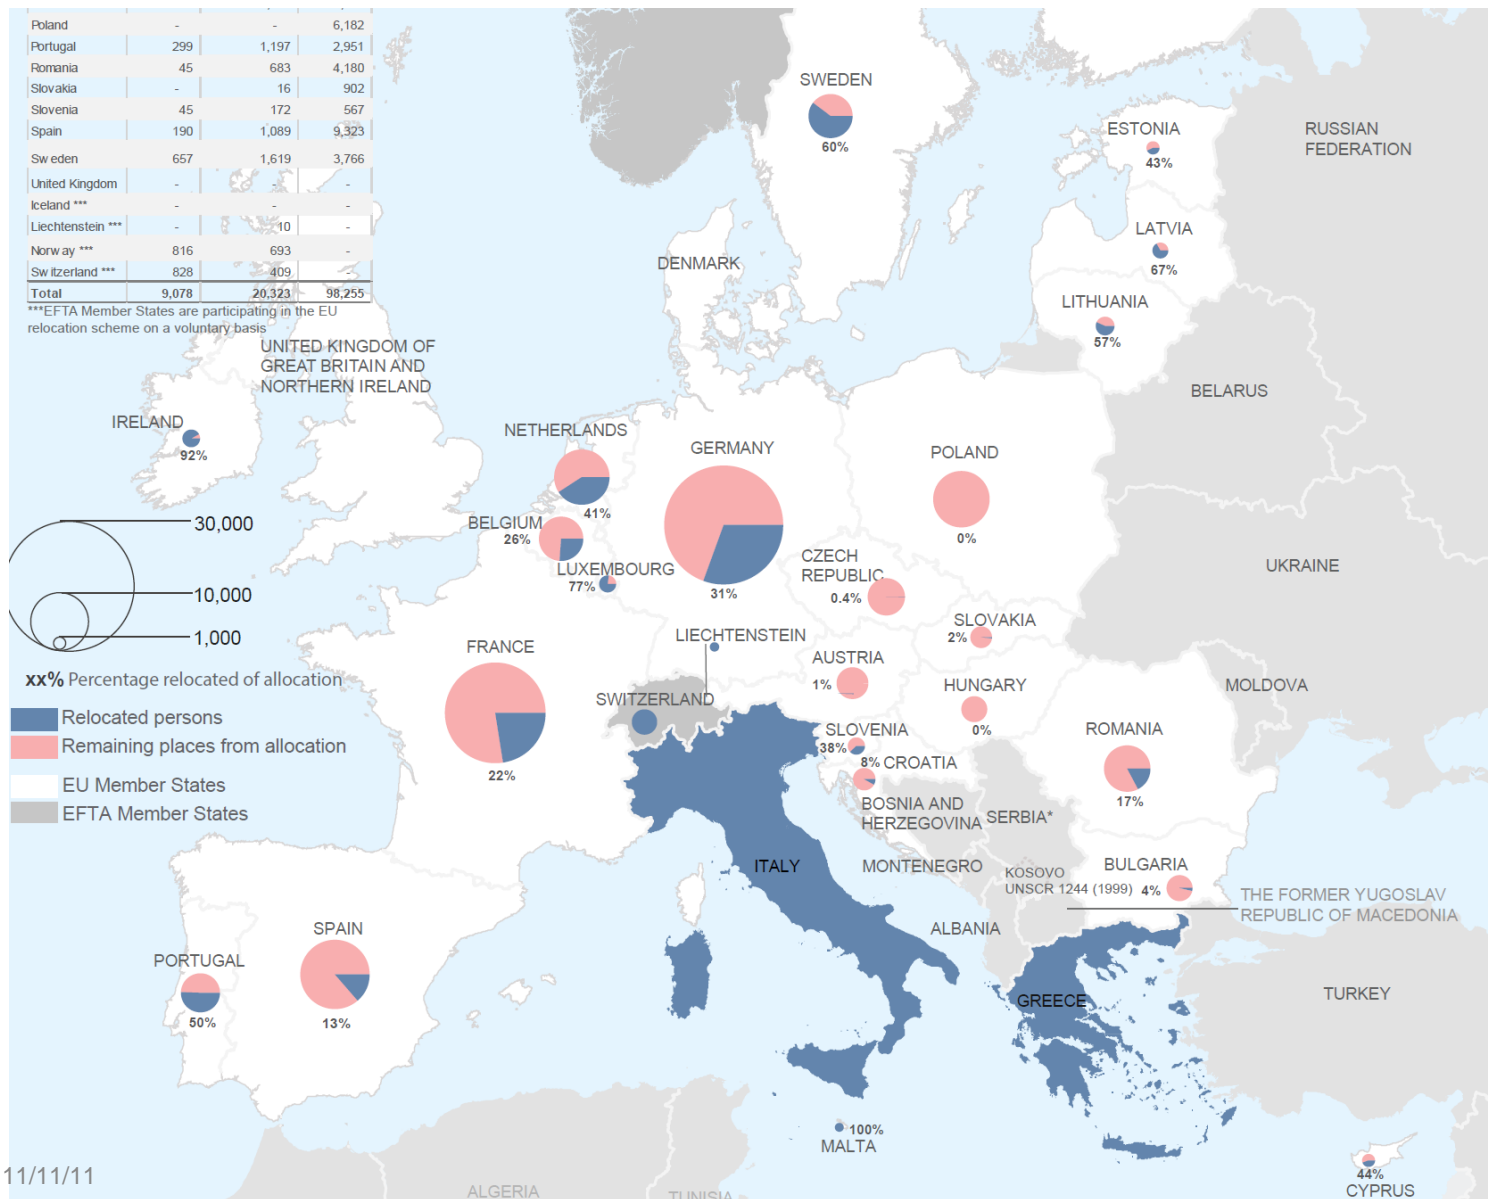 Poland - - 6,182
Portugal 299 1,197 2,951
Romania 45 683 4,180
Slovakia - 16 902
Slovenia 45 172 567
Spain 190 1,089 9,323
Sweden 657 1,619 3,766
United Kingdom - - -
Iceland *** - - -
Liechtenstein *** - 10 -
Norway *** 816 693 -
Switzerland *** 828 409 -
Total 9,078 20,323 98,255
***EFTA Member States are participating in the EU
relocation scheme on a voluntary basis
SWEDEN
60%
ESTONIA
43%
RUSSIAN
FEDERATION
LATVIA
67%
DENMARK
LITHUANIA
57%
UNITED KINGDOM OF
GREAT BRITAIN AND
NORTHERN IRELAND
BELARUS
IRELAND
92%
NETHERLANDS
41%
GERMANY
31%
POLAND
0%
BELGIUM
26%
LUXEMBOURG
77%
CZECH
REPUBLIC
0.4%
UKRAINE
30,000
10,000
1,000
SLOVAKIA
2%
LIECHTENSTEIN
FRANCE
22%
AUSTRIA
1%
xx% Percentage relocated of allocation
Relocated persons
Remaining places from allocation
EU Member States
EFTA Member States
SWITZERLAND
HUNGARY
0%
MOLDOVA
SLOVENIA
38%
8% CROATIA
ROMANIA
17%
BOSNIA AND
HERZEGOVINA
SERBIA*
ITALY
MONTENEGRO
KOSOVO
UNSCR 1244 (1999)
BULGARIA
4%
THE FORMER YUGOSLAV
REPUBLIC OF MACEDONIA
ALBANIA
SPAIN
13%
PORTUGAL
50%
GREECE
TURKEY
100%
MALTA
44%
CYPRUS
11/11/11
ALGERIA
TUNISIA